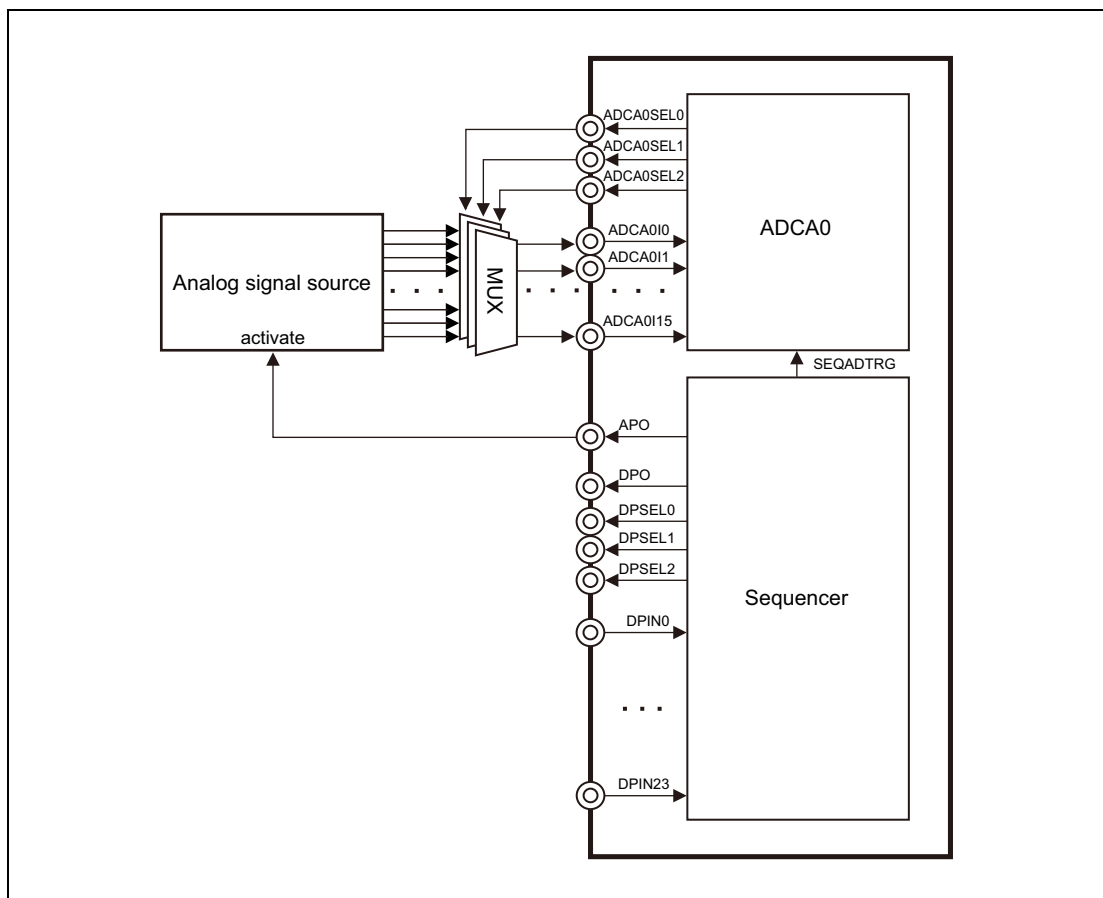 ADCA0SEL0
ADCA0SEL1
ADCA0SEL2
ADCA0I0
ADCA0I1
ADCA0I15
ADCA0
Analog signal source
activate
MUX
SEQADTRG
APO
DPO
DPSEL0
DPSEL1
DPSEL2
DPIN0
Sequencer
DPIN23